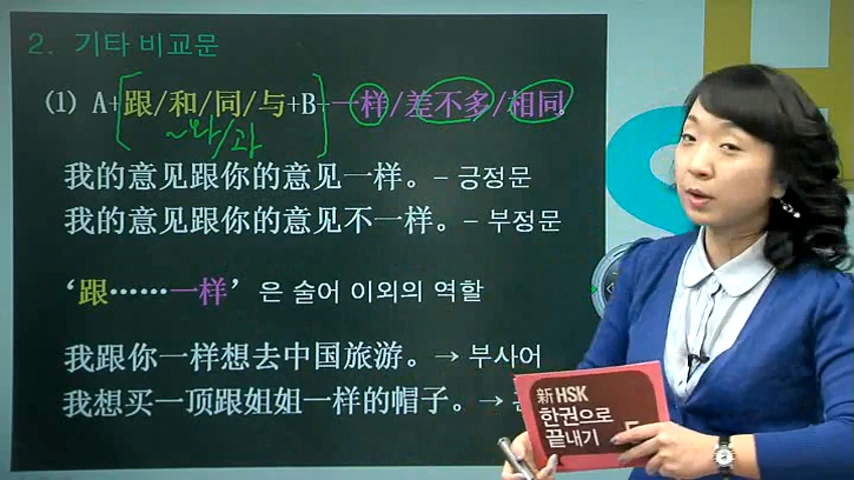 2. 기타 비교문
(1) A+跟/和/同/与+B+一样/差不多/相同。
~와/과
我的意见跟你的意见一样。– 긍정문
我的意见跟你的意见不一样。– 부정문
‘跟……一样’은 술어 이외의 역할
我跟你一样想去中国旅游。→ 부사어
我想买一顶跟姐姐一样的帽子。→
新HSK
한권으로
끝내기